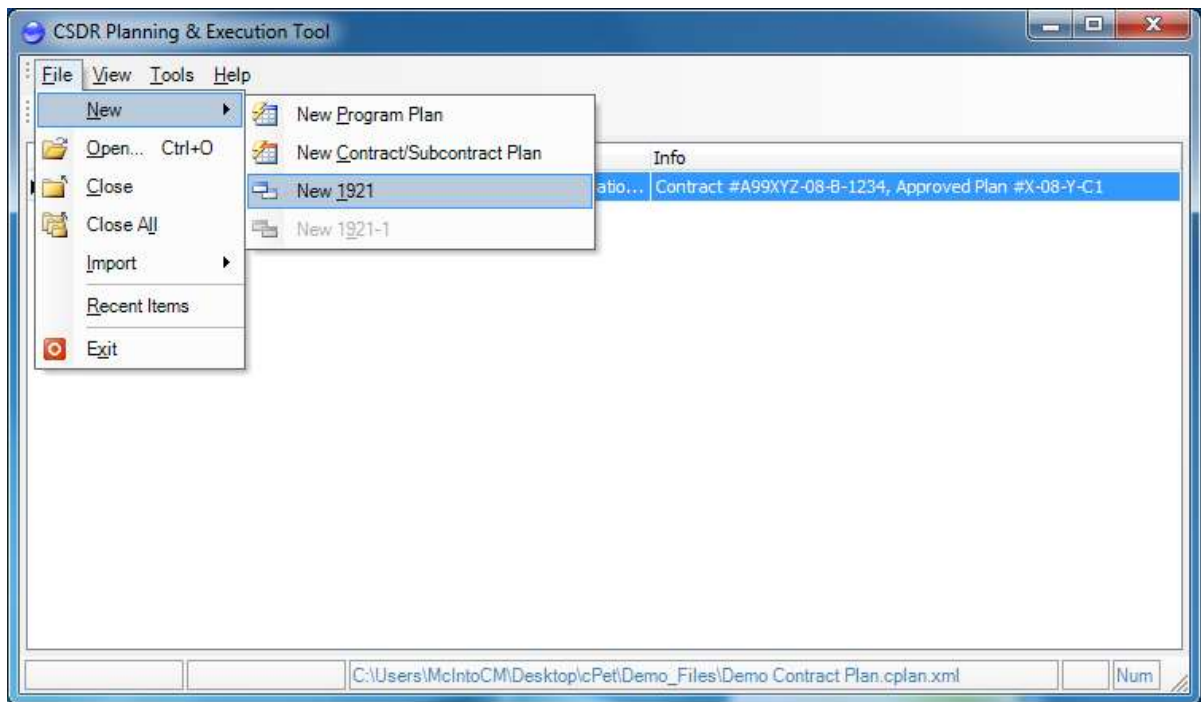 CSDR Planning & Execution Tool
File View Tools Help
New
Open... Ctrl+O
Close
Close All
Import
Recent Items
Exit
New Program Plan
New Contract/Subcontract Plan
New 1921
New 1921-1
Info
atio... Contract #A99XYZ-08-B-1234, Approved Plan #X-08-Y-C1
C:\Users\McIntoCM\Desktop\cPet\Demo_Files\Demo Contract Plan.cplan.xml
Num